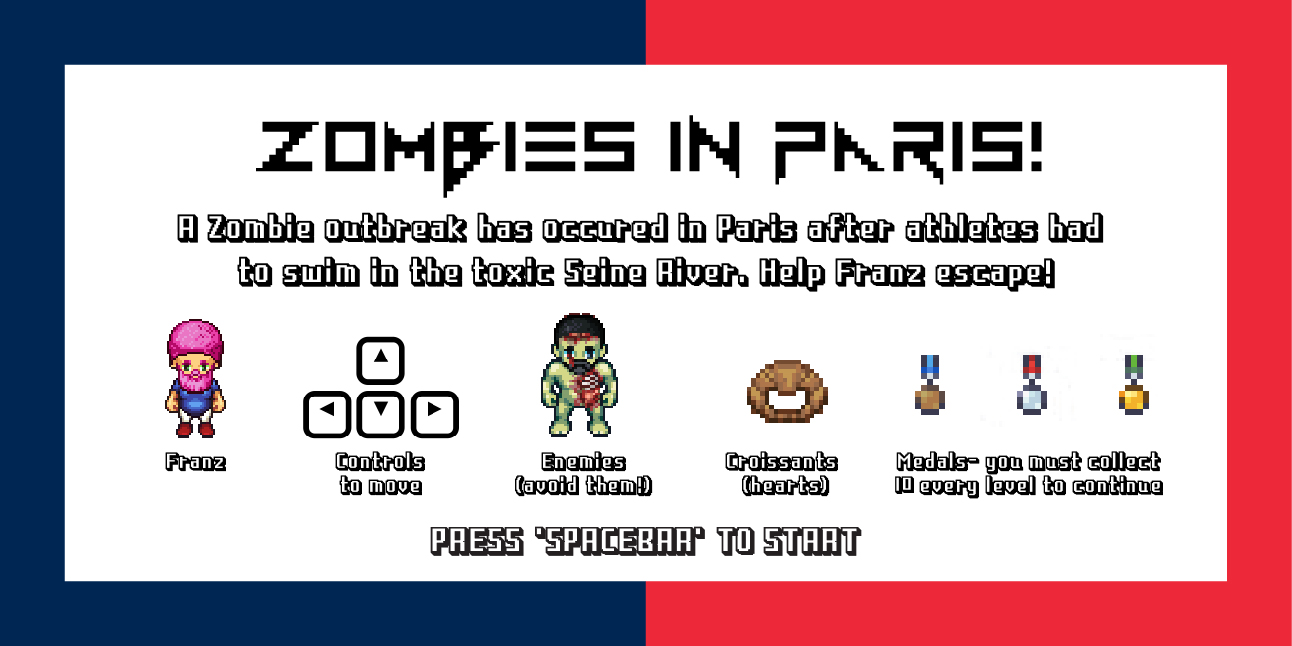 ZOMBIES IN PARIS!
A Zombie outbreak has occured in Paris after athletes had
to swim in the toxic Seine River. Help Franz escape!
Franz
Controls
to move
Enemies
(avoid them!)
Croissants
(hearts)
Medals- you must collect
10 every level to continue
PRESS 'SPACEBAR' TO START